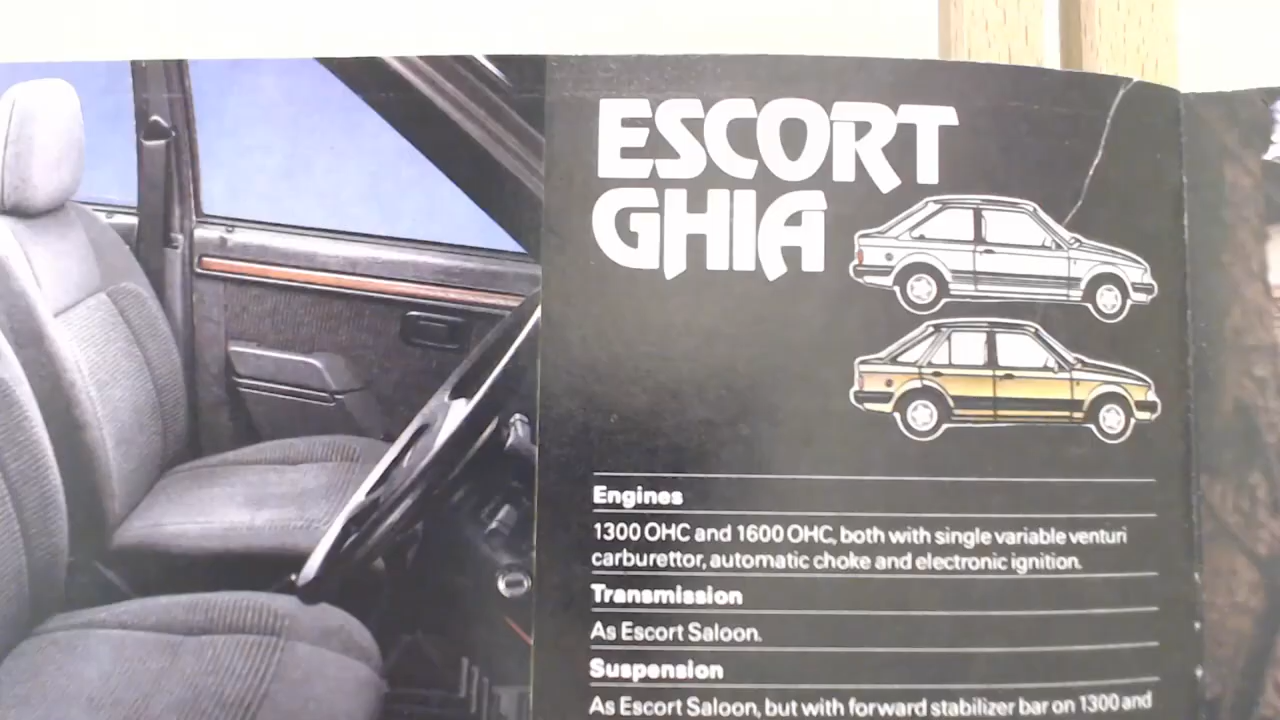 ESCORT
GHIA
Engines
1300 OHC and 1600 OHC, both with single variable venturi
carburettor, automatic choke and electronic ignition.
Transmission
As Escort Saloon.
Suspension
As Escort Saloon, but with forward stabilizer bar on 1300 and